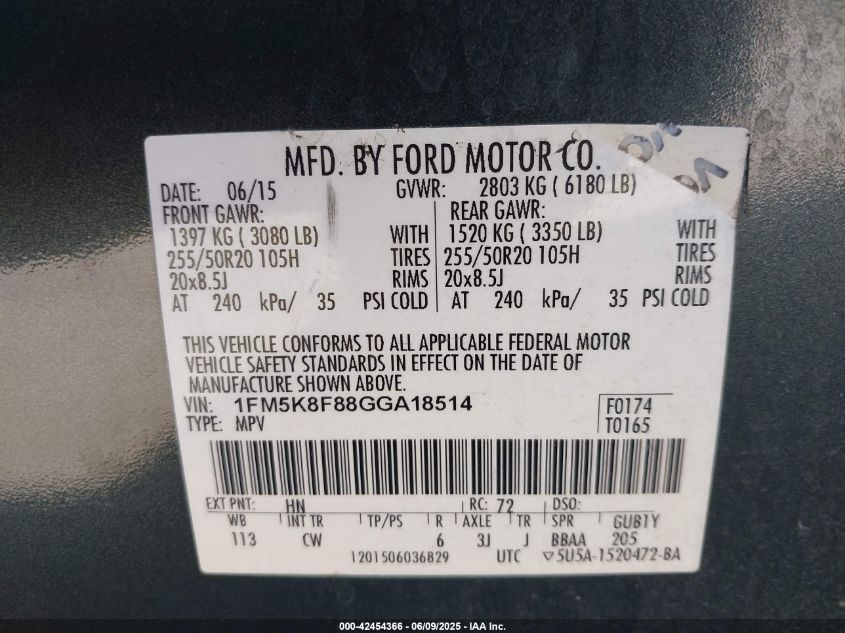 MFD. BY FORD MOTOR CO.
DATE: 06/15 GVWR: 2803 KG ( 6180 LB)
FRONT GAWR: REAR GAWR:
1397 KG ( 3080 LB) WITH 1520 KG ( 3350 LB) WITH
255/50R20 105H TIRES 255/50R20 105H TIRES
20x8.5J RIMS 20x8.5J RIMS
AT 240 kPa/ 35 PSI COLD AT 240 kPa/ 35 PSI COLD
THIS VEHICLE CONFORMS TO ALL APPLICABLE FEDERAL MOTOR
VEHICLE SAFETY STANDARDS IN EFFECT ON THE DATE OF
MANUFACTURE SHOWN ABOVE.
VIN: 1FM5K8F88GGA18514 F0174
TYPE: MPV T0165
EXT PNT: HN RC: 72 DSO:
WB INT TR TP/PS R AXLE TR SPR GUB1Y
113 CW 6 3J J BBAA 205
1201506036829 UTC ▽5U5A-1520472-BA
000-42454366 | 06/09/2025 - IAA Inc.